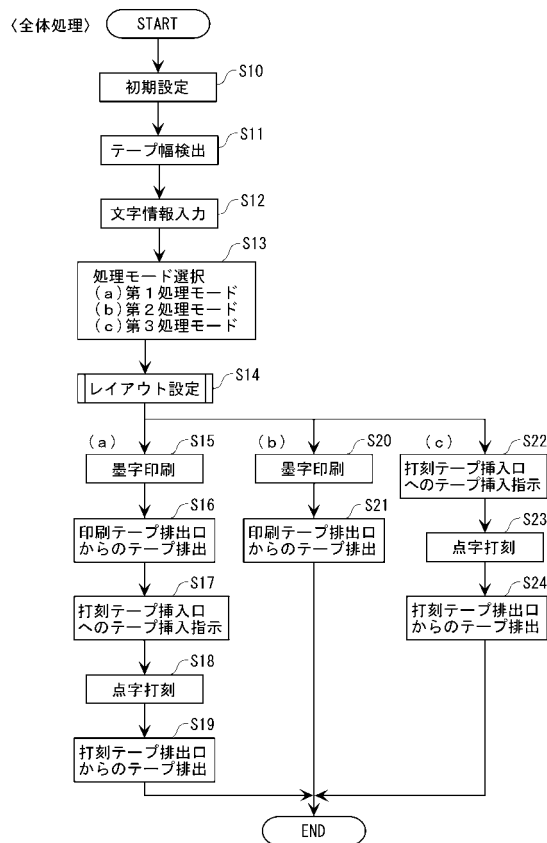 〈全体処理〉
START
S10
初期設定
S11
テープ幅検出
S12
文字情報入力
S13
処理モード選択
(a)第1処理モード
(b)第2処理モード
(c)第3処理モード
S14
レイアウト設定
(a)
S15
墨字印刷
S16
印刷テープ排出口
からのテープ排出
S17
打刻テープ挿入口
へのテープ挿入指示
S18
点字打刻
S19
打刻テープ排出口
からのテープ排出
(b)
S20
墨字印刷
S21
印刷テープ排出口
からのテープ排出
(c)
S22
打刻テープ挿入口
へのテープ挿入指示
S23
点字打刻
S24
打刻テープ排出口
からのテープ排出
END